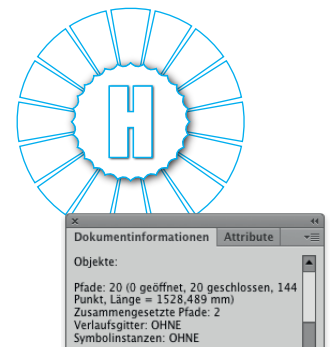 H
Dokumentinformationen Attribute
Objekte:
Pfade: 20 (0 geöffnet, 20 geschlossen, 144
Punkt, Länge = 1528,489 mm)
Zusammengesetzte Pfade: 2
Verlaufsgitter: OHNE
Symbolinstanzen: OHNE